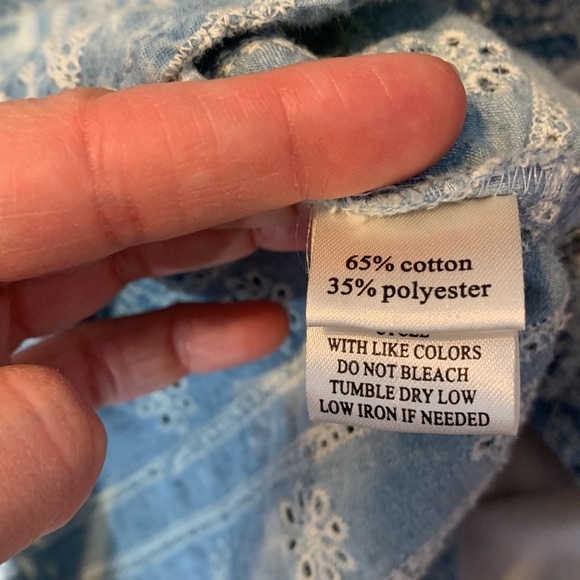 65% cotton
35% polyester
WITH LIKE COLORS
DO NOT BLEACH
TUMBLE DRY LOW
LOW IRON IF NEEDED